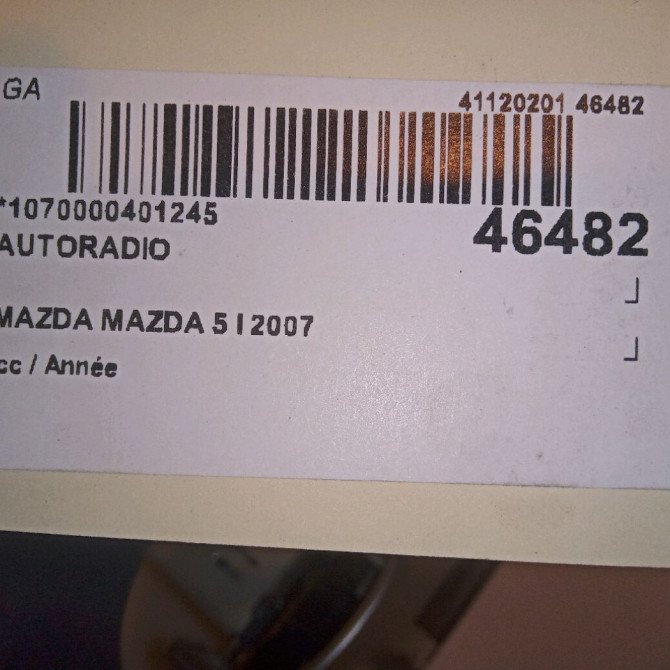 GA
41120201 46482
*1070000401245
46482
AUTORADIO
MAZDA MAZDA 5 I 2007
cc / Année